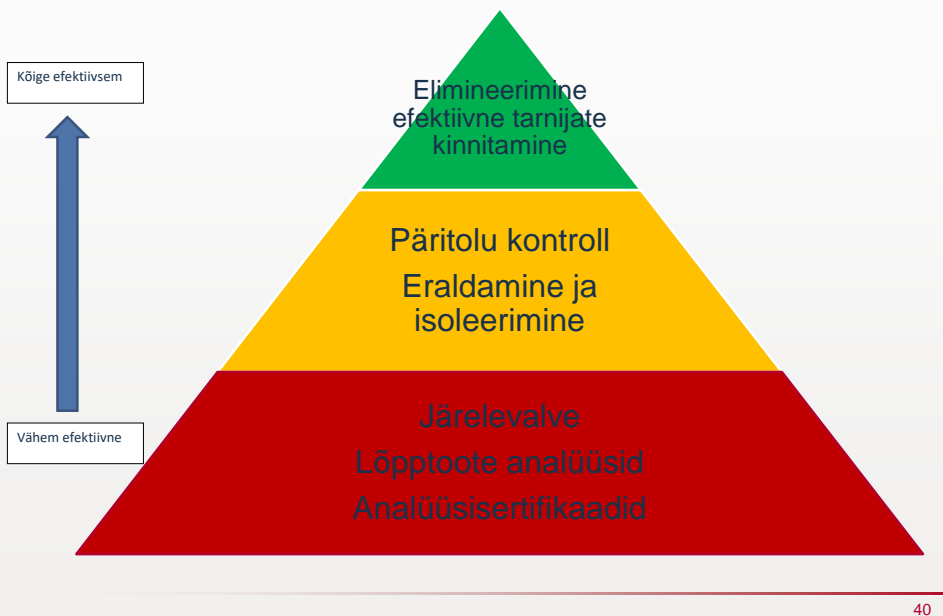 Kõige efektiivsem
Elimineerimine
efektiivne tarnijate
kinnitamine
Päritolu kontroll
Eraldamine ja
isoleerimine
Vähem efektiivne
Järelevalve
Lõpptoote analüüsid
Analüüsisertifikaadid
40